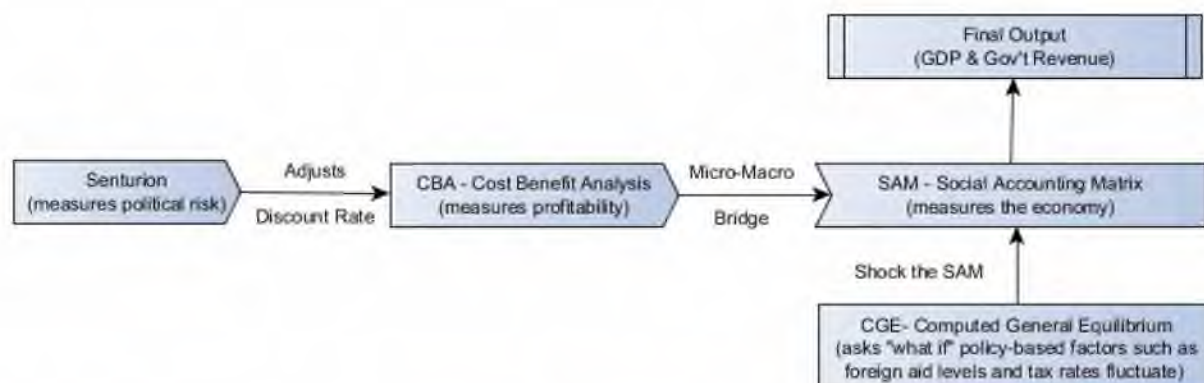 Final Output
(GDP & Gov't Revenue)
Senturion
(measures political risk)
Adjusts
Discount Rate
CBA - Cost Benefit Analysis
(measures profitability)
Micro-Macro
Bridge
SAM - Social Accounting Matrix
(measures the economy)
Shock the SAM
CGE- Computed General Equilibrium
(asks "what if" policy-based factors such as
foreign aid levels and tax rates fluctuate)